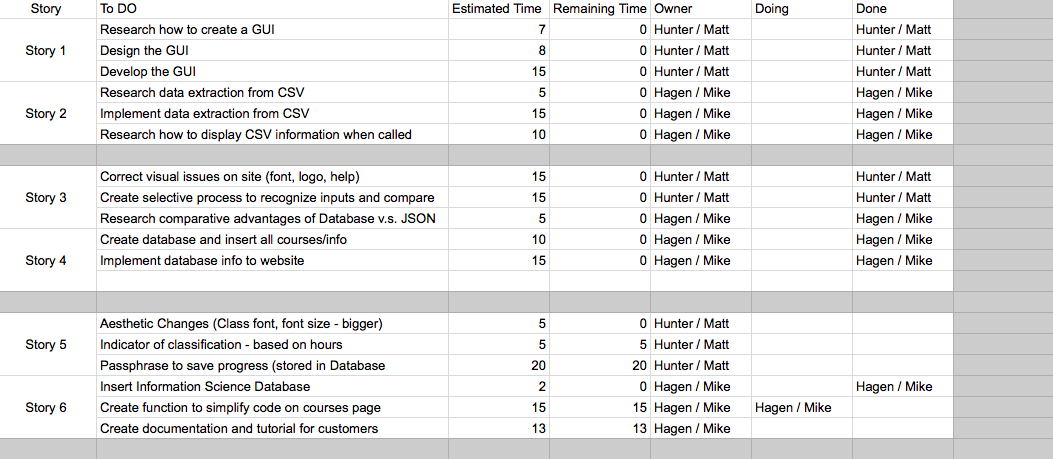 Story To DO Estimated Time Remaining Time Owner Doing Done
Research how to create a GUI 7 0 Hunter / Matt Hunter / Matt
Story 1 Design the GUI 8 0 Hunter / Matt Hunter / Matt
Develop the GUI 15 0 Hunter / Matt Hunter / Matt
Research data extraction from CSV 5 0 Hagen / Mike Hagen / Mike
Story 2 Implement data extraction from CSV 15 0 Hagen / Mike Hagen / Mike
Research how to display CSV information when called 10 0 Hagen / Mike Hagen / Mike
Correct visual issues on site (font, logo, help) 15 0 Hunter / Matt Hunter / Matt
Story 3 Create selective process to recognize inputs and compare 15 0 Hunter / Matt Hunter / Matt
Research comparative advantages of Database v.s. JSON 5 0 Hagen / Mike Hunter / Matt
Create database and insert all courses/info 10 0 Hagen / Mike Hagen / Mike
Story 4 Implement database info to website 15 0 Hagen / Mike Hagen / Mike
Aesthetic Changes (Class font, font size - bigger) 5 0 Hunter / Matt
Story 5 Indicator of classification - based on hours 5 5 Hunter / Matt
Passphrase to save progress (stored in Database 20 20 Hunter / Matt
Insert Information Science Database 2 0 Hagen / Mike Hagen / Mike
Story 6 Create function to simplify code on courses page 15 15 Hagen / Mike Hagen / Mike
Create documentation and tutorial for customers 13 13 Hagen / Mike